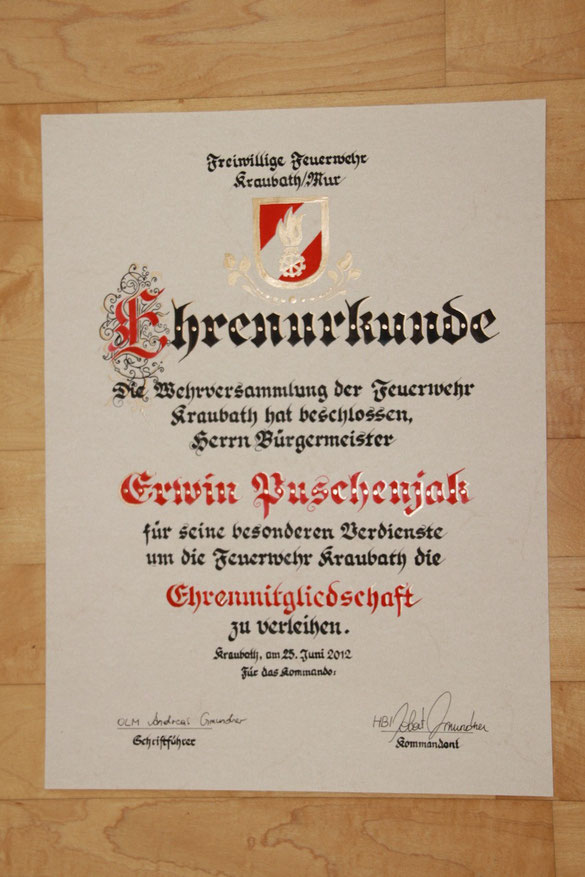 Freiwillige Feuerwehr
Kraubath/Mur
Ehrenurkunde
Die Wehrversammlung der Feuerwehr
Kraubath hat beschlossen,
Herrn Bürgermeister
Erwin Puschenjak
für seine besonderen Verdienste
um die Feuerwehr Kraubath die
Ehrenmitgliedschaft
zu verleihen.
Kraubath, am 25. Juni 2012
Für das Kommando:
OLM Andreas Gmundner
HBI Robert Gmundner
Schriftführer
Kommandant